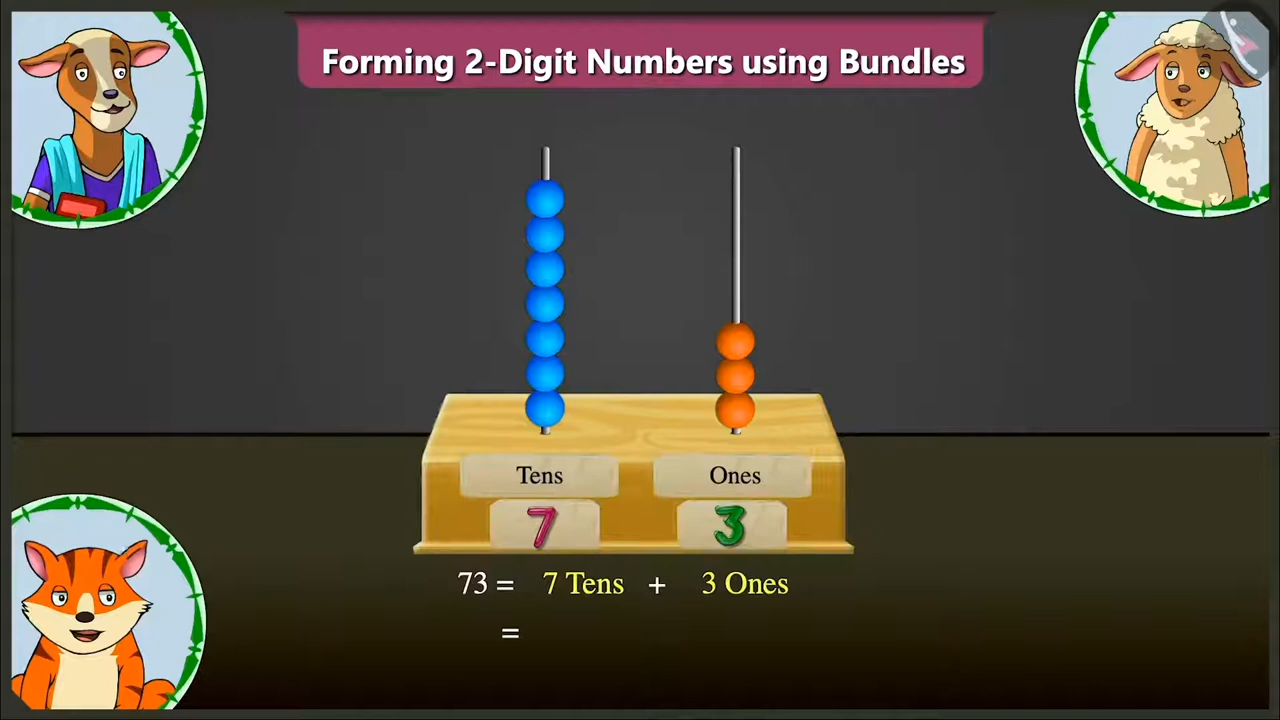 Forming 2-Digit Numbers using Bundles
Tens Ones
7 3
73 = 7 Tens + 3 Ones
=